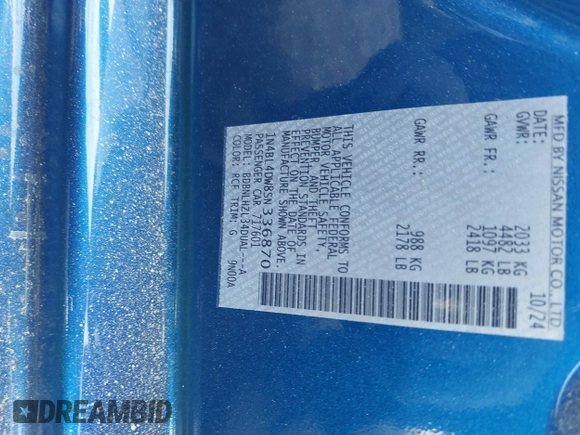 MFD BY NISSAN MOTOR CO., LTD.
10/24
GVWR: 2033 KG
4483 LB
GAWR FR.: 1097 KG
2418 LB
GAWR RR.: 988 KG
2178 LB
THIS VEHICLE CONFORMS TO
ALL APPLICABLE FEDERAL
MOTOR VEHICLE SAFETY,
BUMPER, AND THEFT
PREVENTION STANDARDS IN
EFFECT ON THE DATE OF
MANUFACTURE SHOWN ABOVE.
1N4BL4DW8SN336870
PASSENGER CAR 717601
MODEL: BDBNLHZL34DUAL---A
COLOR: RCF TRIM: G 9N00A
DREAMBID